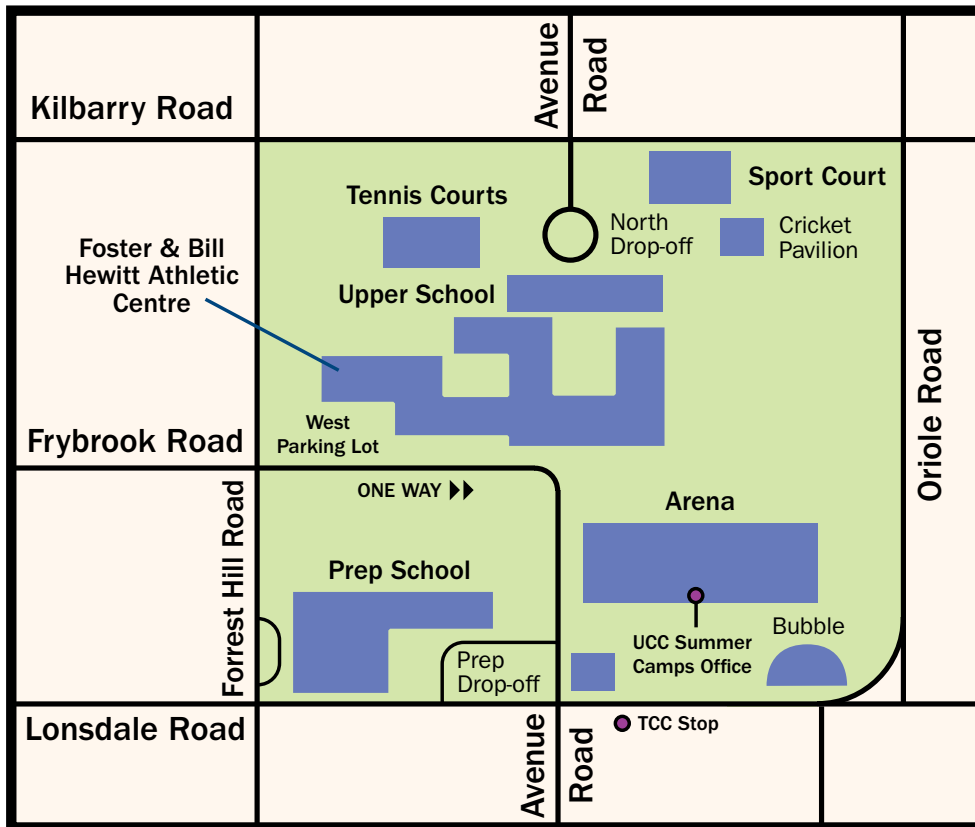 Kilbarry Road
Avenue
Road
Tennis Courts
Sport Court
North
Drop-off
Cricket
Pavilion
Foster & Bill
Hewitt Athletic
Centre
Upper School
West
Parking Lot
Frybrook Road
Oriole Road
ONE WAY
Forrest Hill Road
Arena
Prep School
UCC Summer
Camps Office
Bubble
Prep
Drop-off
Lonsdale Road
Avenue
Road
TCC Stop